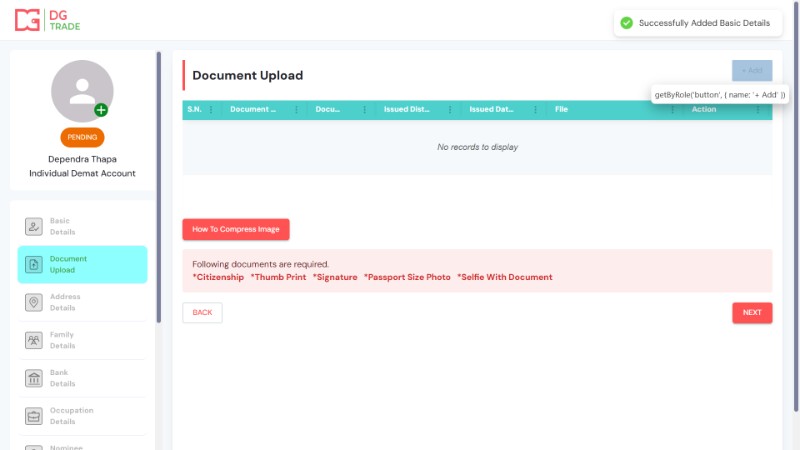 DG
TRADE
Successfully Added Basic Details
PENDING
Dependra Thapa
Individual Demat Account
Basic
Details
Document
Upload
Address
Details
Family
Details
Bank
Details
Occupation
Details
Nominee
Document Upload
+ Add
getByRole('button', { name: '+ Add' })
S.N. Document ... Docu... Issued Dist... Issued Dat... File Action
No records to display
How To Compress Image
Following documents are required.
*Citizenship *Thumb Print *Signature *Passport Size Photo *Selfie With Document
BACK
NEXT